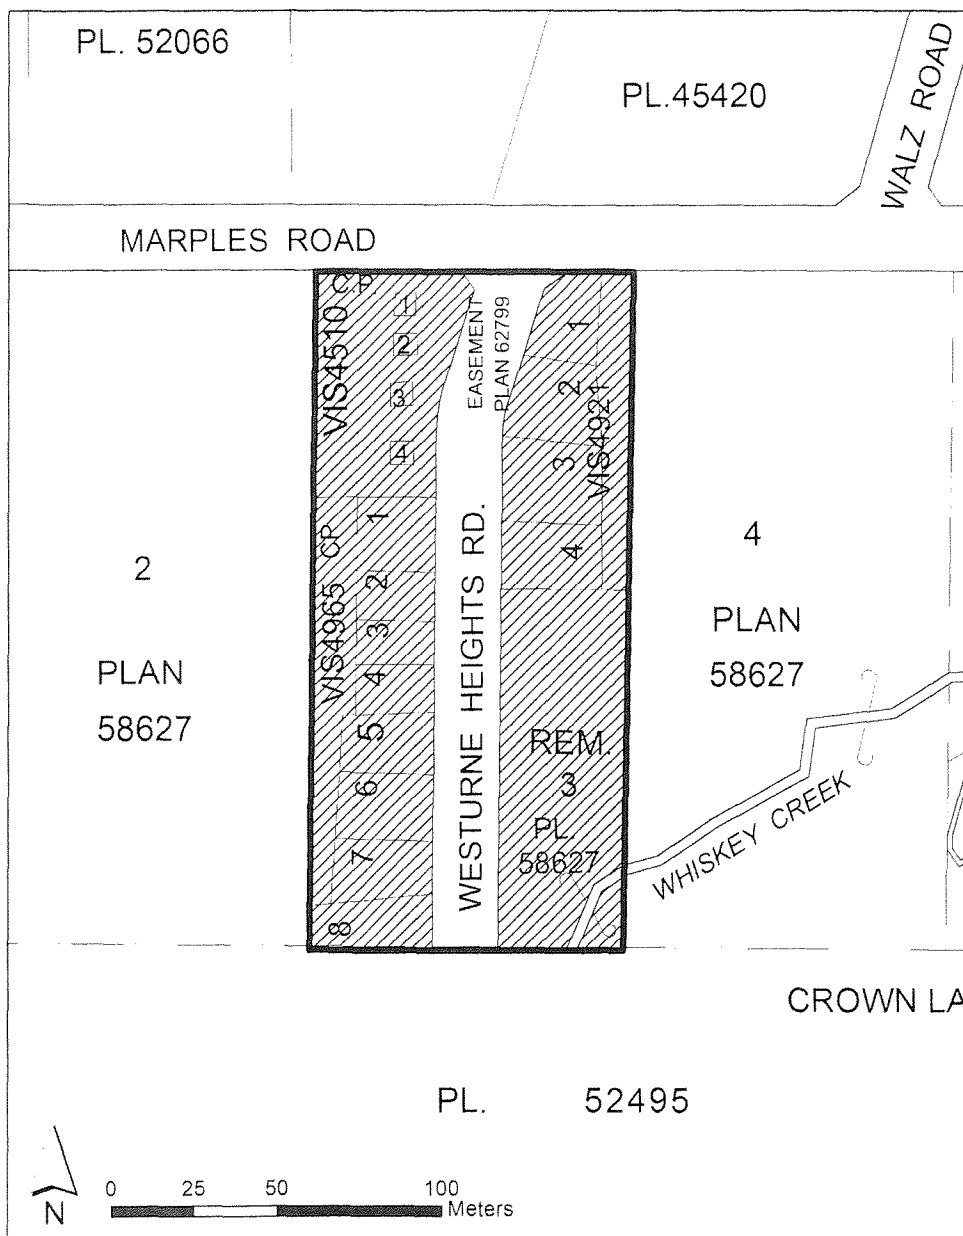 PL. 52066
PL.45420
WALZ ROAD
MARPLES ROAD
VIS4510 C.P.
1
2
3
4
EASEMENT
PLAN 62799
1
2
3
4
VIS4921
VIS4965 CP
1
2
3
4
5
6
7
8
WESTURNE HEIGHTS RD.
2
PLAN
58627
4
PLAN
58627
REM.
3
PL.
58627
WHISKEY CREEK
CROWN LA
PL. 52495
N
0 25 50 100
Meters